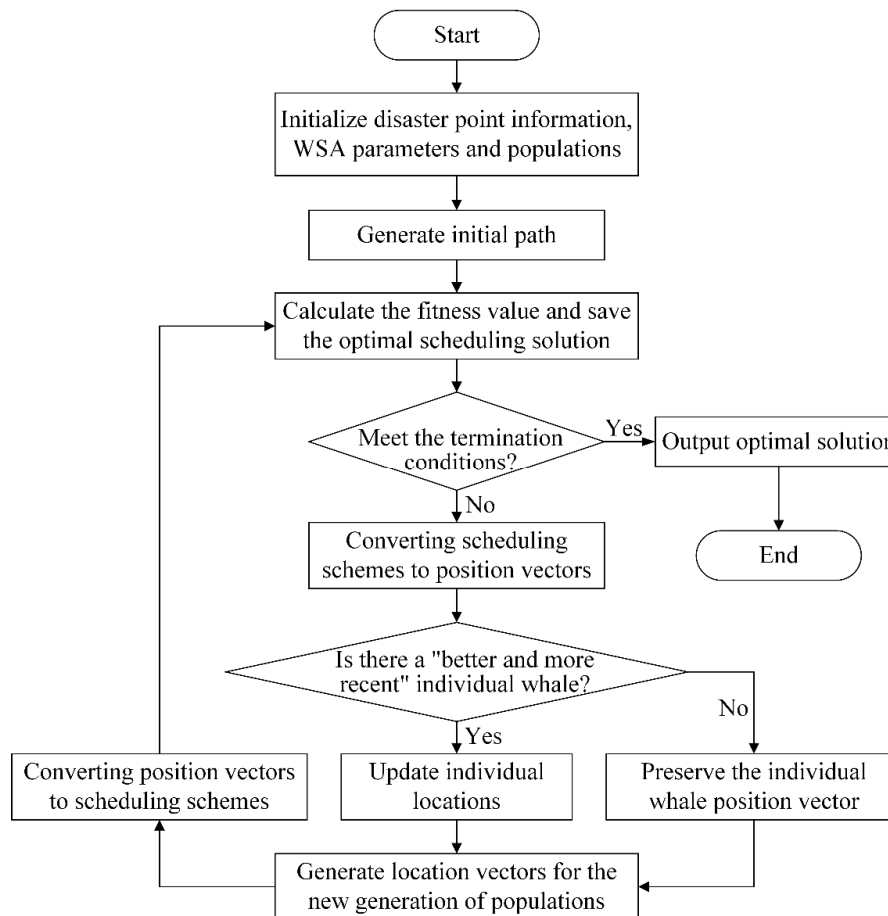 Start
Initialize disaster point information,
WSA parameters and populations
Generate initial path
Calculate the fitness value and save
the optimal scheduling solution
Meet the termination
conditions?
Yes
Output optimal solution
No
End
Converting scheduling
schemes to position vectors
Is there a "better and more
recent" individual whale?
No
Yes
Converting position vectors
to scheduling schemes
Update individual
locations
Preserve the individual
whale position vector
Generate location vectors for the
new generation of populations